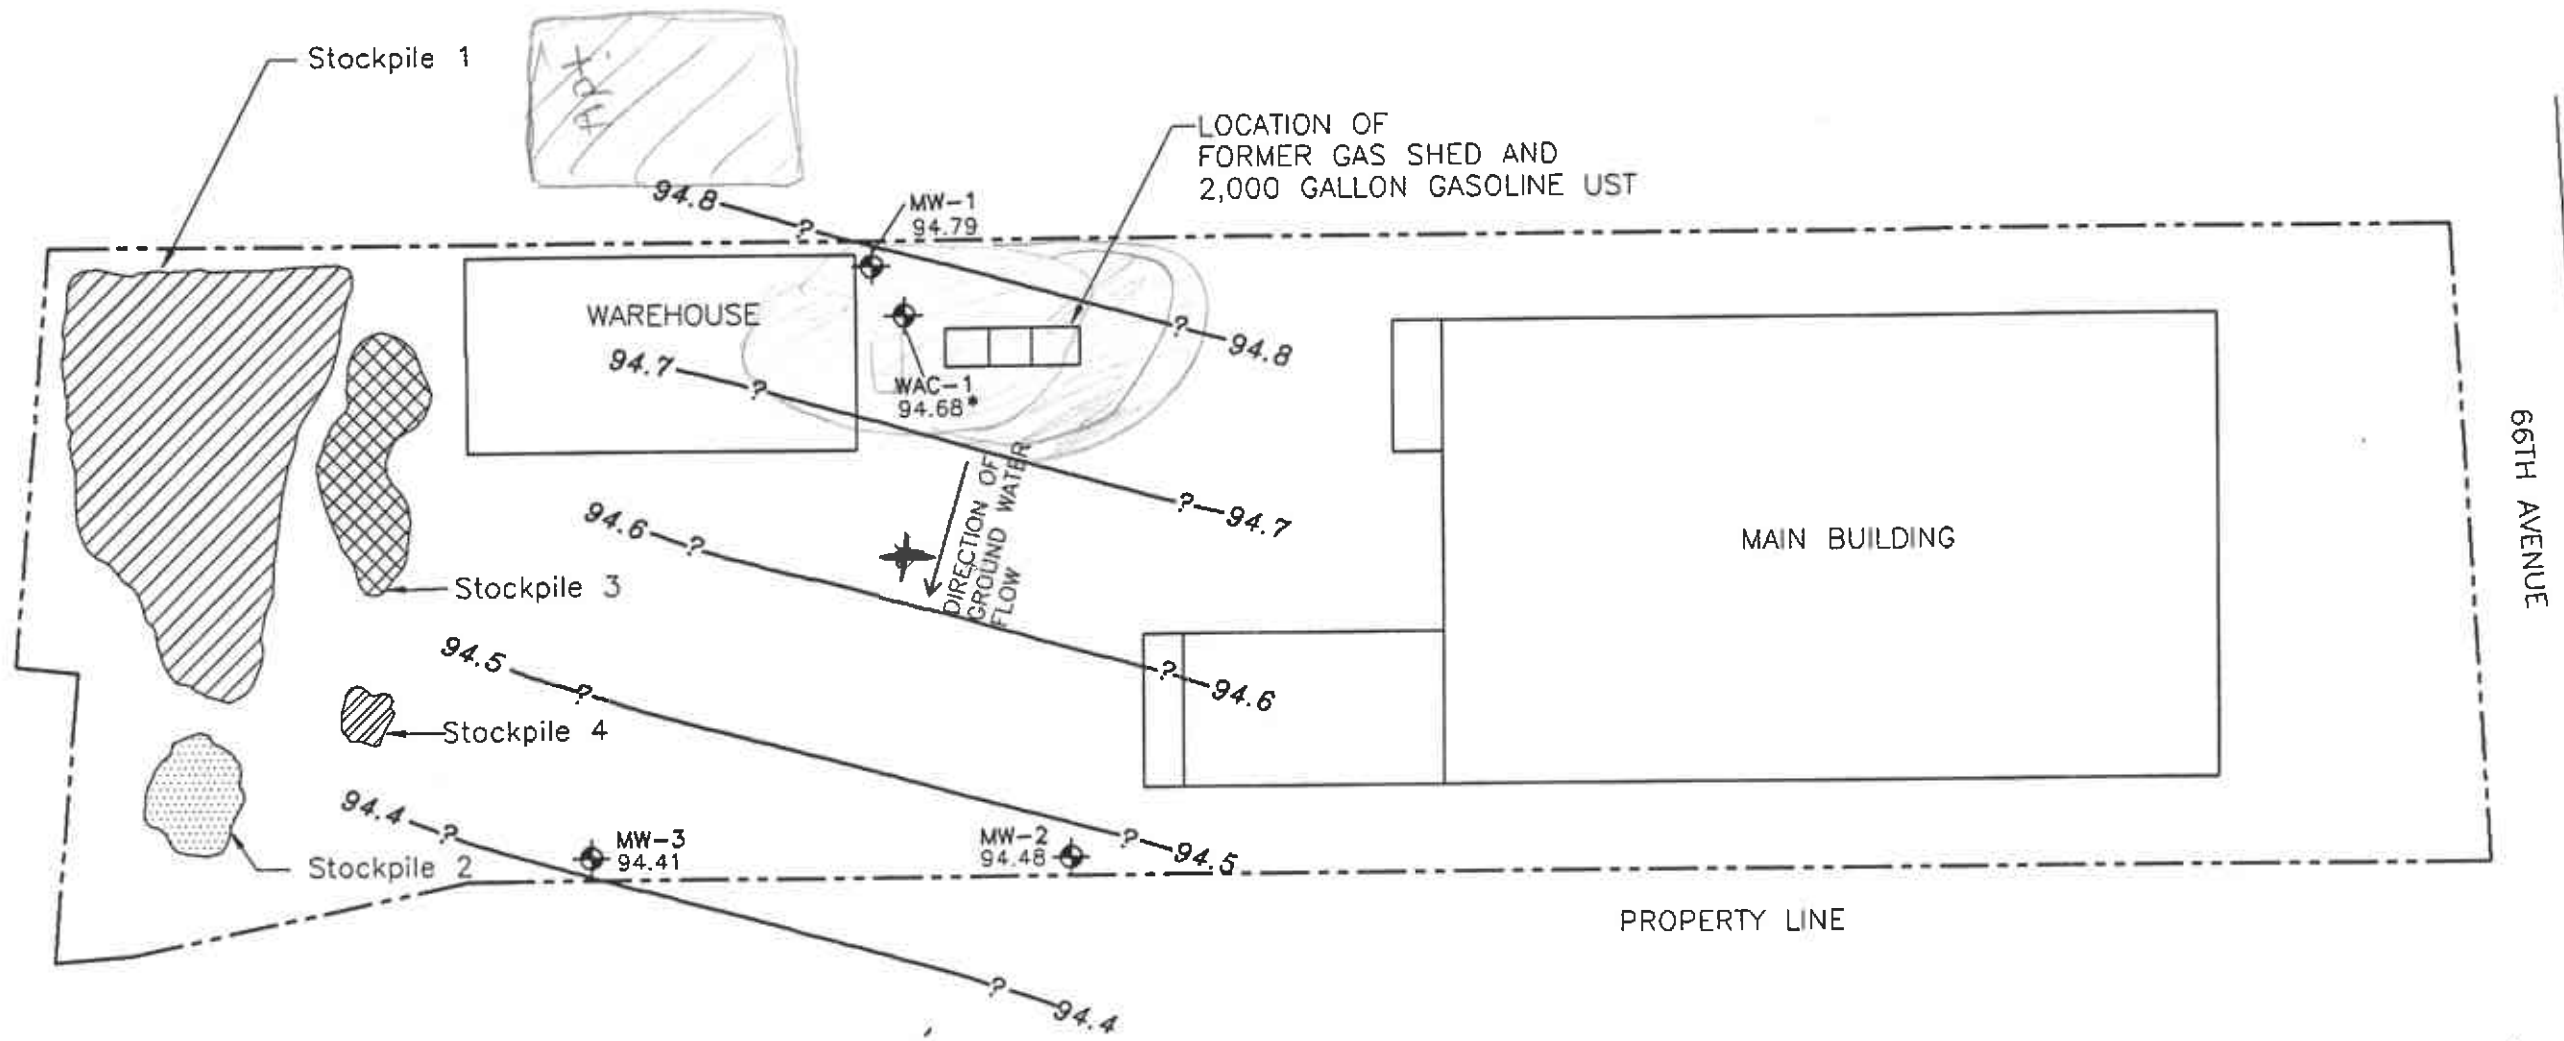 Stockpile 1
Apt.
LOCATION OF
FORMER GAS SHED AND
2,000 GALLON GASOLINE UST
94.8
?
MW-1
94.79
WAREHOUSE
?
94.8
94.7
?
WAC-1
94.68*
DIRECTION OF
GROUND WATER
FLOW
?
94.7
94.6
?
MAIN BUILDING
66TH AVENUE
Stockpile 3
?
94.6
94.5
?
Stockpile 4
94.4
?
MW-3
94.41
MW-2
94.48
?
94.5
Stockpile 2
PROPERTY LINE
?
94.4